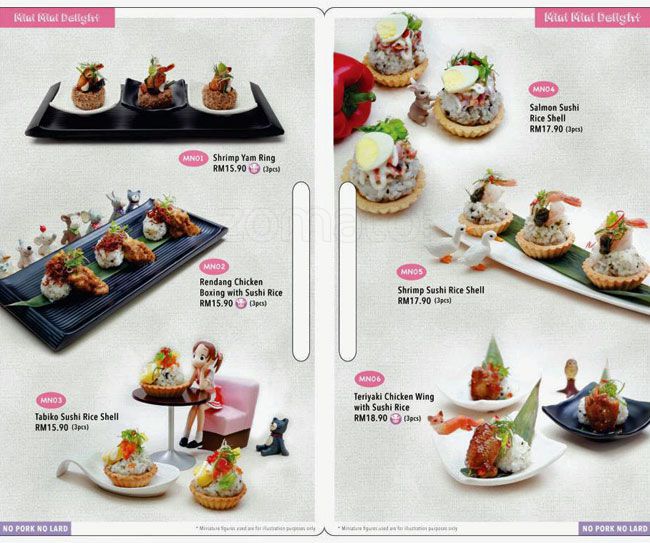 Mini Mini Delight
MN01
Shrimp Yam Ring
RM15.90 (3pcs)
MN02
Rendang Chicken
Boxing with Sushi Rice
RM15.90 (3pcs)
MN03
Tabiko Sushi Rice Shell
RM15.90 (3pcs)
NO PORK NO LARD
* Miniature figures used are for illustration purposes only
Mini Mini Delight
MN04
Salmon Sushi
Rice Shell
RM17.90 (3pcs)
MN05
Shrimp Sushi Rice Shell
RM17.90 (3pcs)
MN06
Teriyaki Chicken Wing
with Sushi Rice
RM18.90 (3pcs)
* Miniature figures used are for illustration purposes only
NO PORK NO LARD
zomato